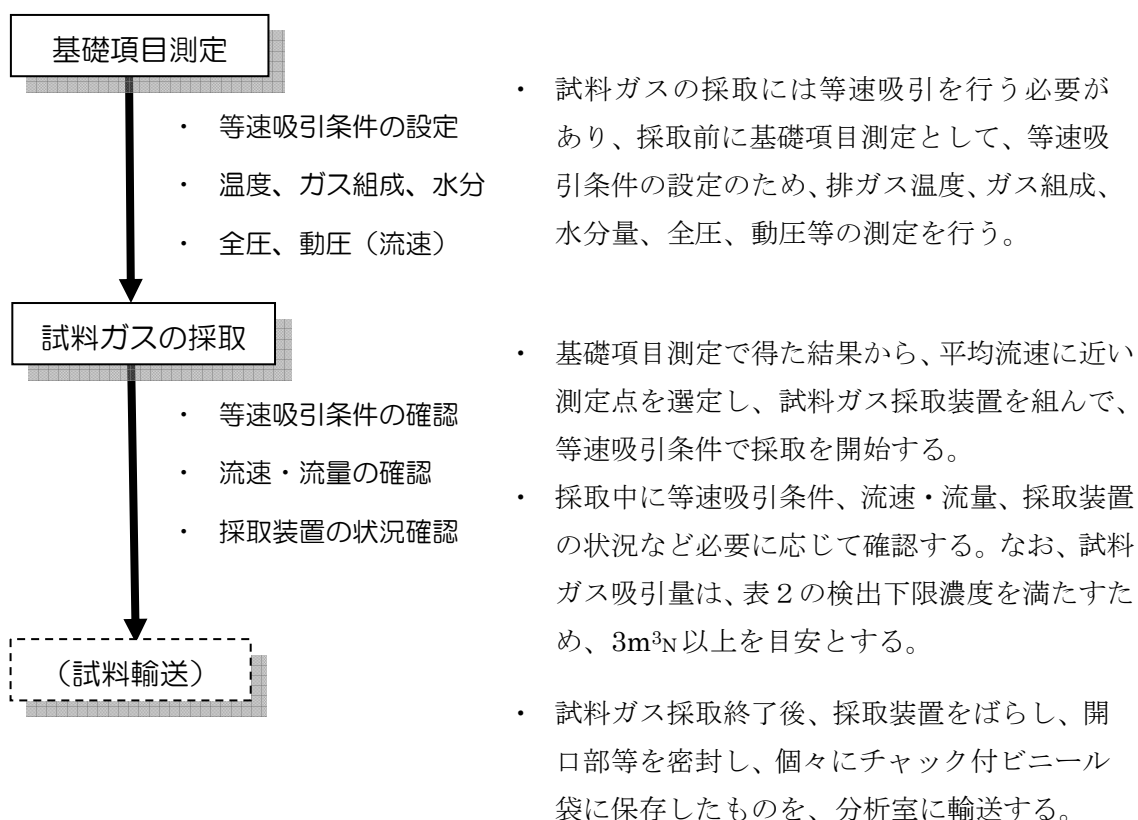 基礎項目測定
・ 等速吸引条件の設定
・ 温度、ガス組成、水分
・ 全圧、動圧（流速）
・ 試料ガスの採取には等速吸引を行う必要が
あり、採取前に基礎項目測定として、等速吸
引条件の設定のため、排ガス温度、ガス組成、
水分量、全圧、動圧等の測定を行う。
試料ガスの採取
・ 等速吸引条件の確認
・ 流速・流量の確認
・ 採取装置の状況確認
・ 基礎項目測定で得た結果から、平均流速に近い
測定点を選定し、試料ガス採取装置を組んで、
等速吸引条件で採取を開始する。
・ 採取中に等速吸引条件、流速・流量、採取装置
の状況など必要に応じて確認する。なお、試料
ガス吸引量は、表２の検出下限濃度を満たすた
め、3m³N以上を目安とする。
（試料輸送）
・ 試料ガス採取終了後、採取装置をばらし、開
口部等を密封し、個々にチャック付ビニール
袋に保存したものを、分析室に輸送する。